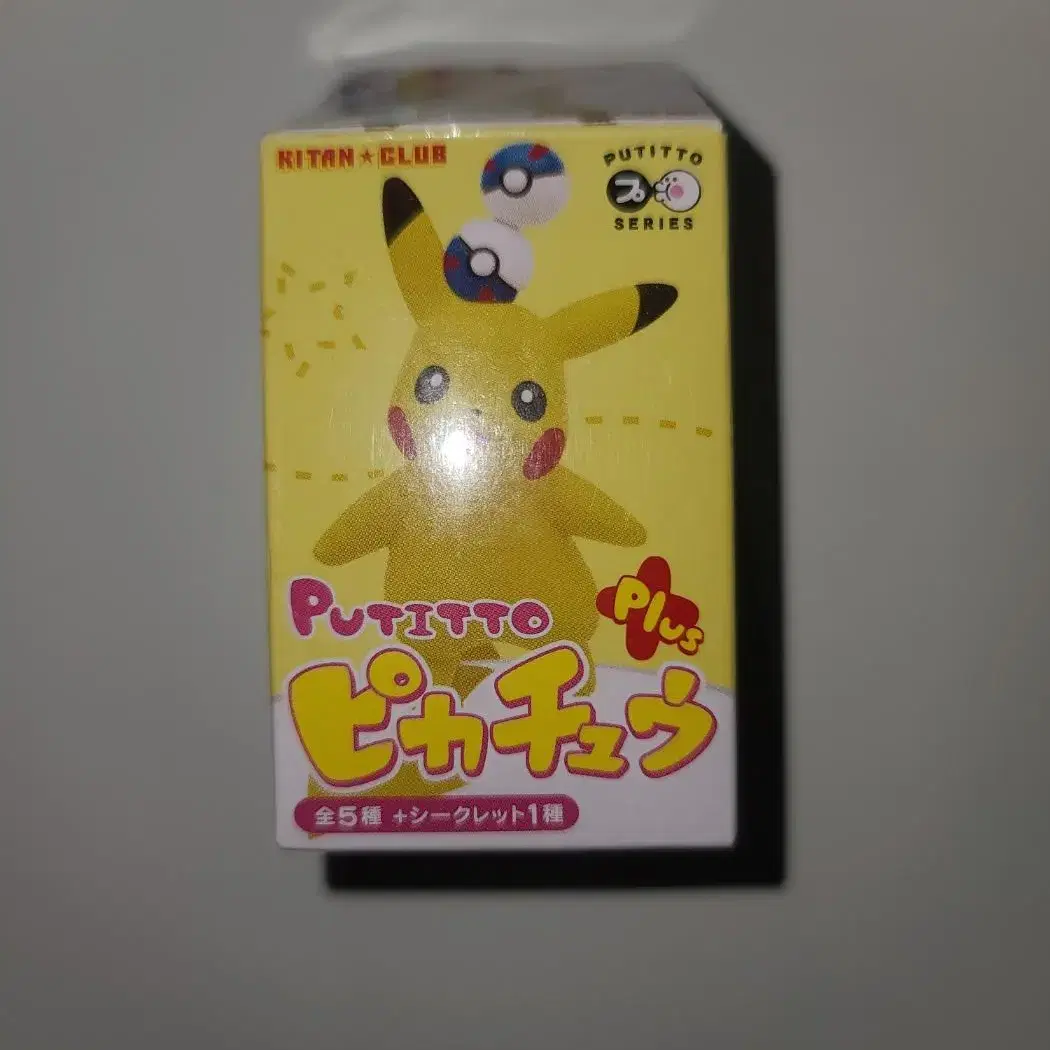 KITAN★CLUB
PUTITTO
プ
SERIES
PUTITTO
Plus
ピカチュウ
全5種 +シークレット1種